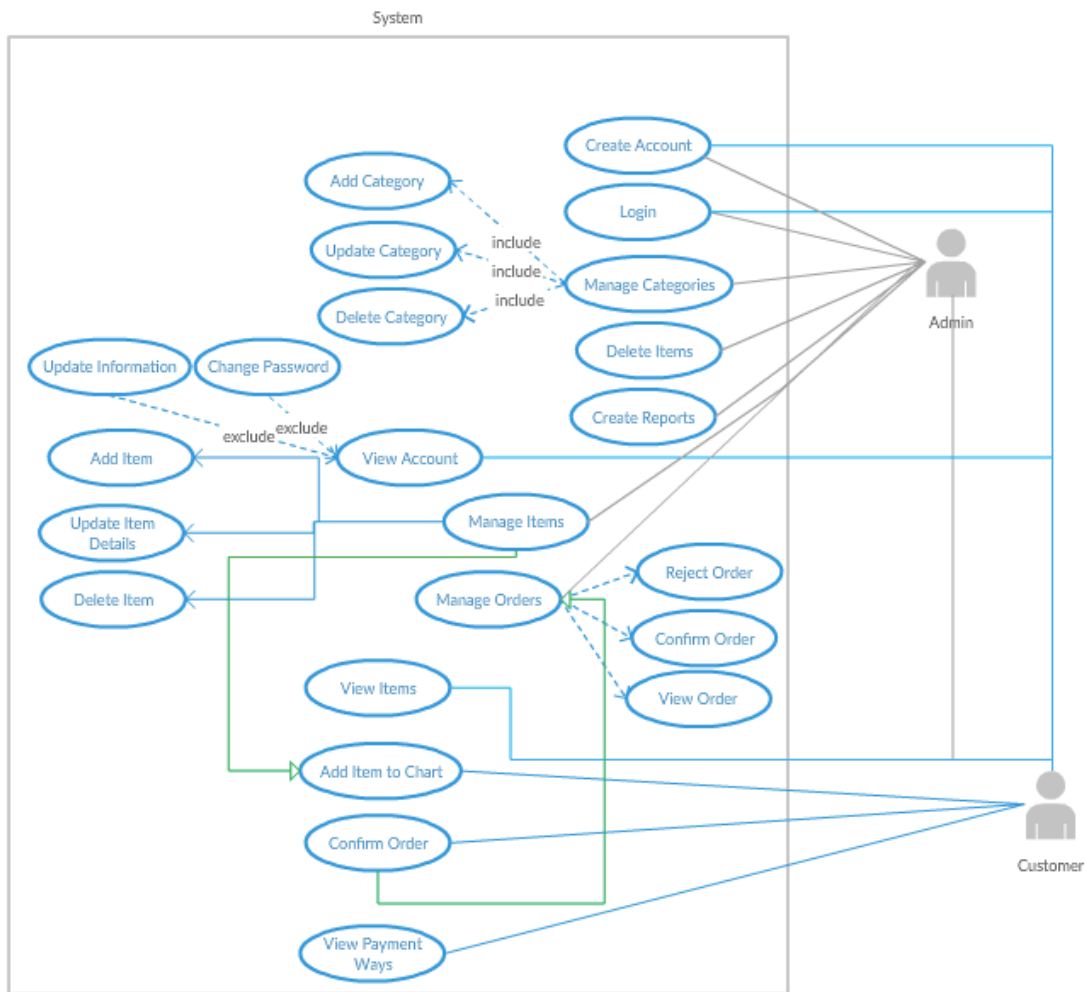 System
Create Account
Add Category
Login
include
Update Category
include
Manage Categories
include
Delete Category
Admin
Delete Items
Update Information
Change Password
Create Reports
exclude
exclude
Add Item
View Account
Update Item
Details
Manage Items
Reject Order
Delete Item
Manage Orders
Confirm Order
View Items
View Order
Add Item to Chart
Confirm Order
Customer
View Payment
Ways